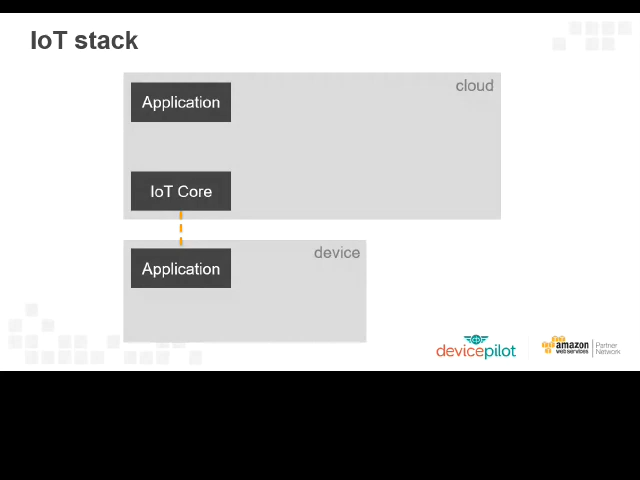 IoT stack
cloud
Application
IoT Core
device
Application
devicepilot
amazon
web services
Partner
Network